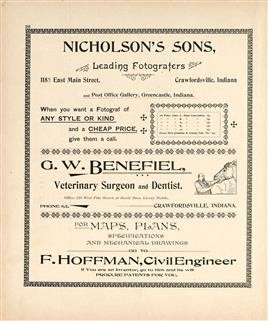 NICHOLSON'S SONS,
Leading Fotografers
118½ East Main Street. Crawfordsville, Indiana
and Post Office Gallery, Greencastle, Indiana.
When you want a Fotograf of
ANY STYLE OR KIND
and a CHEAP PRICE,
give them a call.
G. W. BENEFIEL,
Veterinary Surgeon and Dentist.
PHONE 63. CRAWFORDSVILLE, INDIANA.
FOR MAPS, PLANS,
SPECIFICATIONS
AND MECHANICAL DRAWINGS
GO TO
F. HOFFMAN, Civil Engineer
If You are an Inventor, go to him and he will
PROCURE PATENTS FOR YOU.